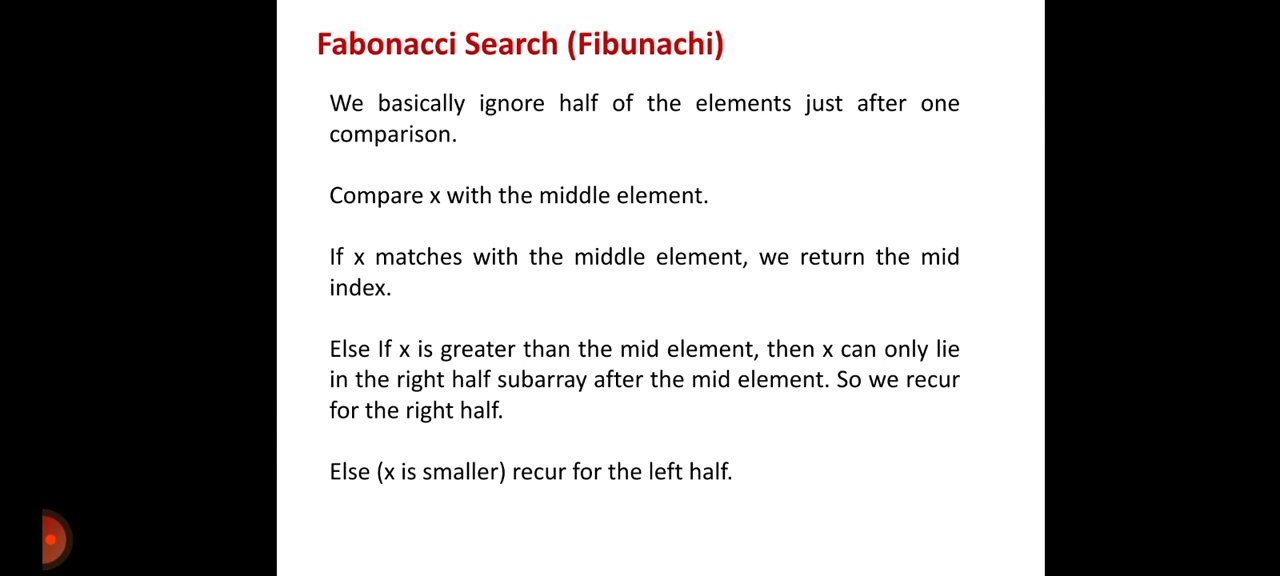 Fabonacci Search (Fibunachi)
We basically ignore half of the elements just after one
comparison.
Compare x with the middle element.
If x matches with the middle element, we return the mid
index.
Else If x is greater than the mid element, then x can only lie
in the right half subarray after the mid element. So we recur
for the right half.
Else (x is smaller) recur for the left half.